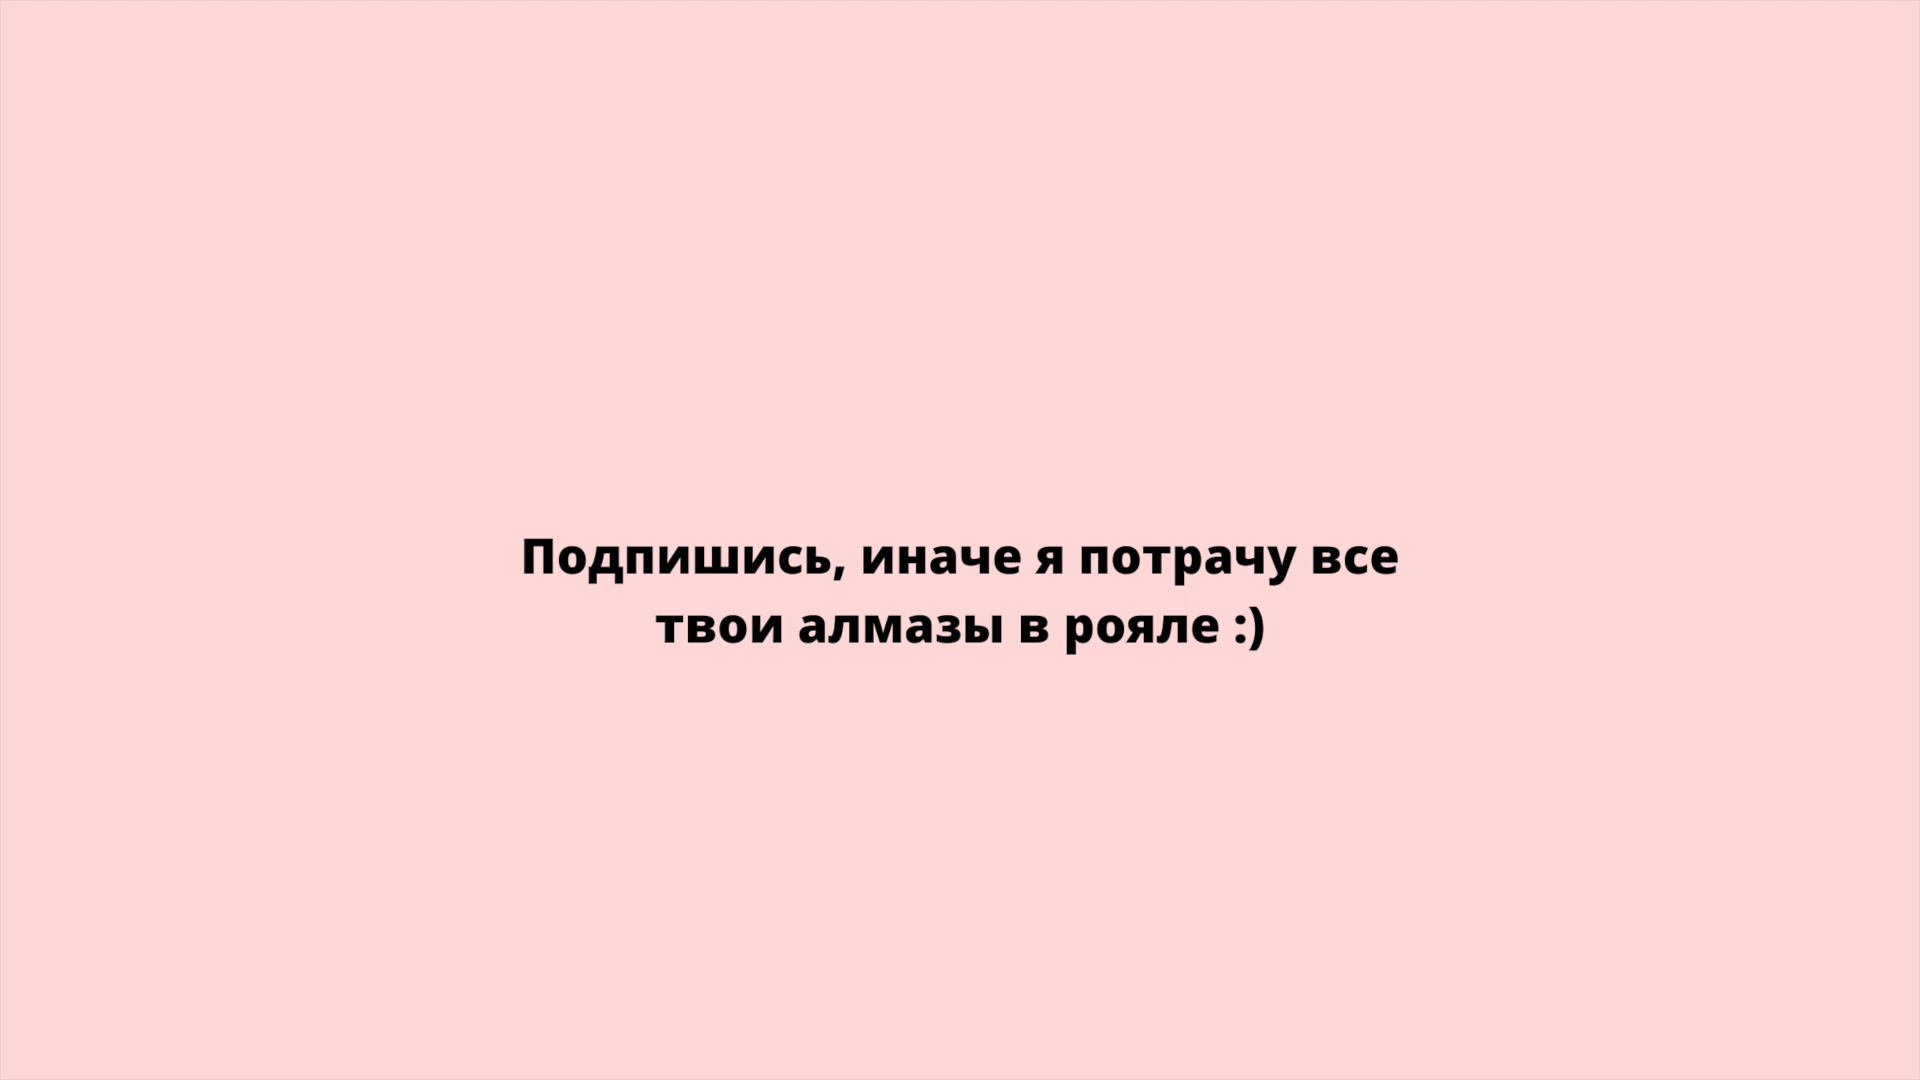 Подпишись, иначе я потрачу все
твои алмазы в рояле :)